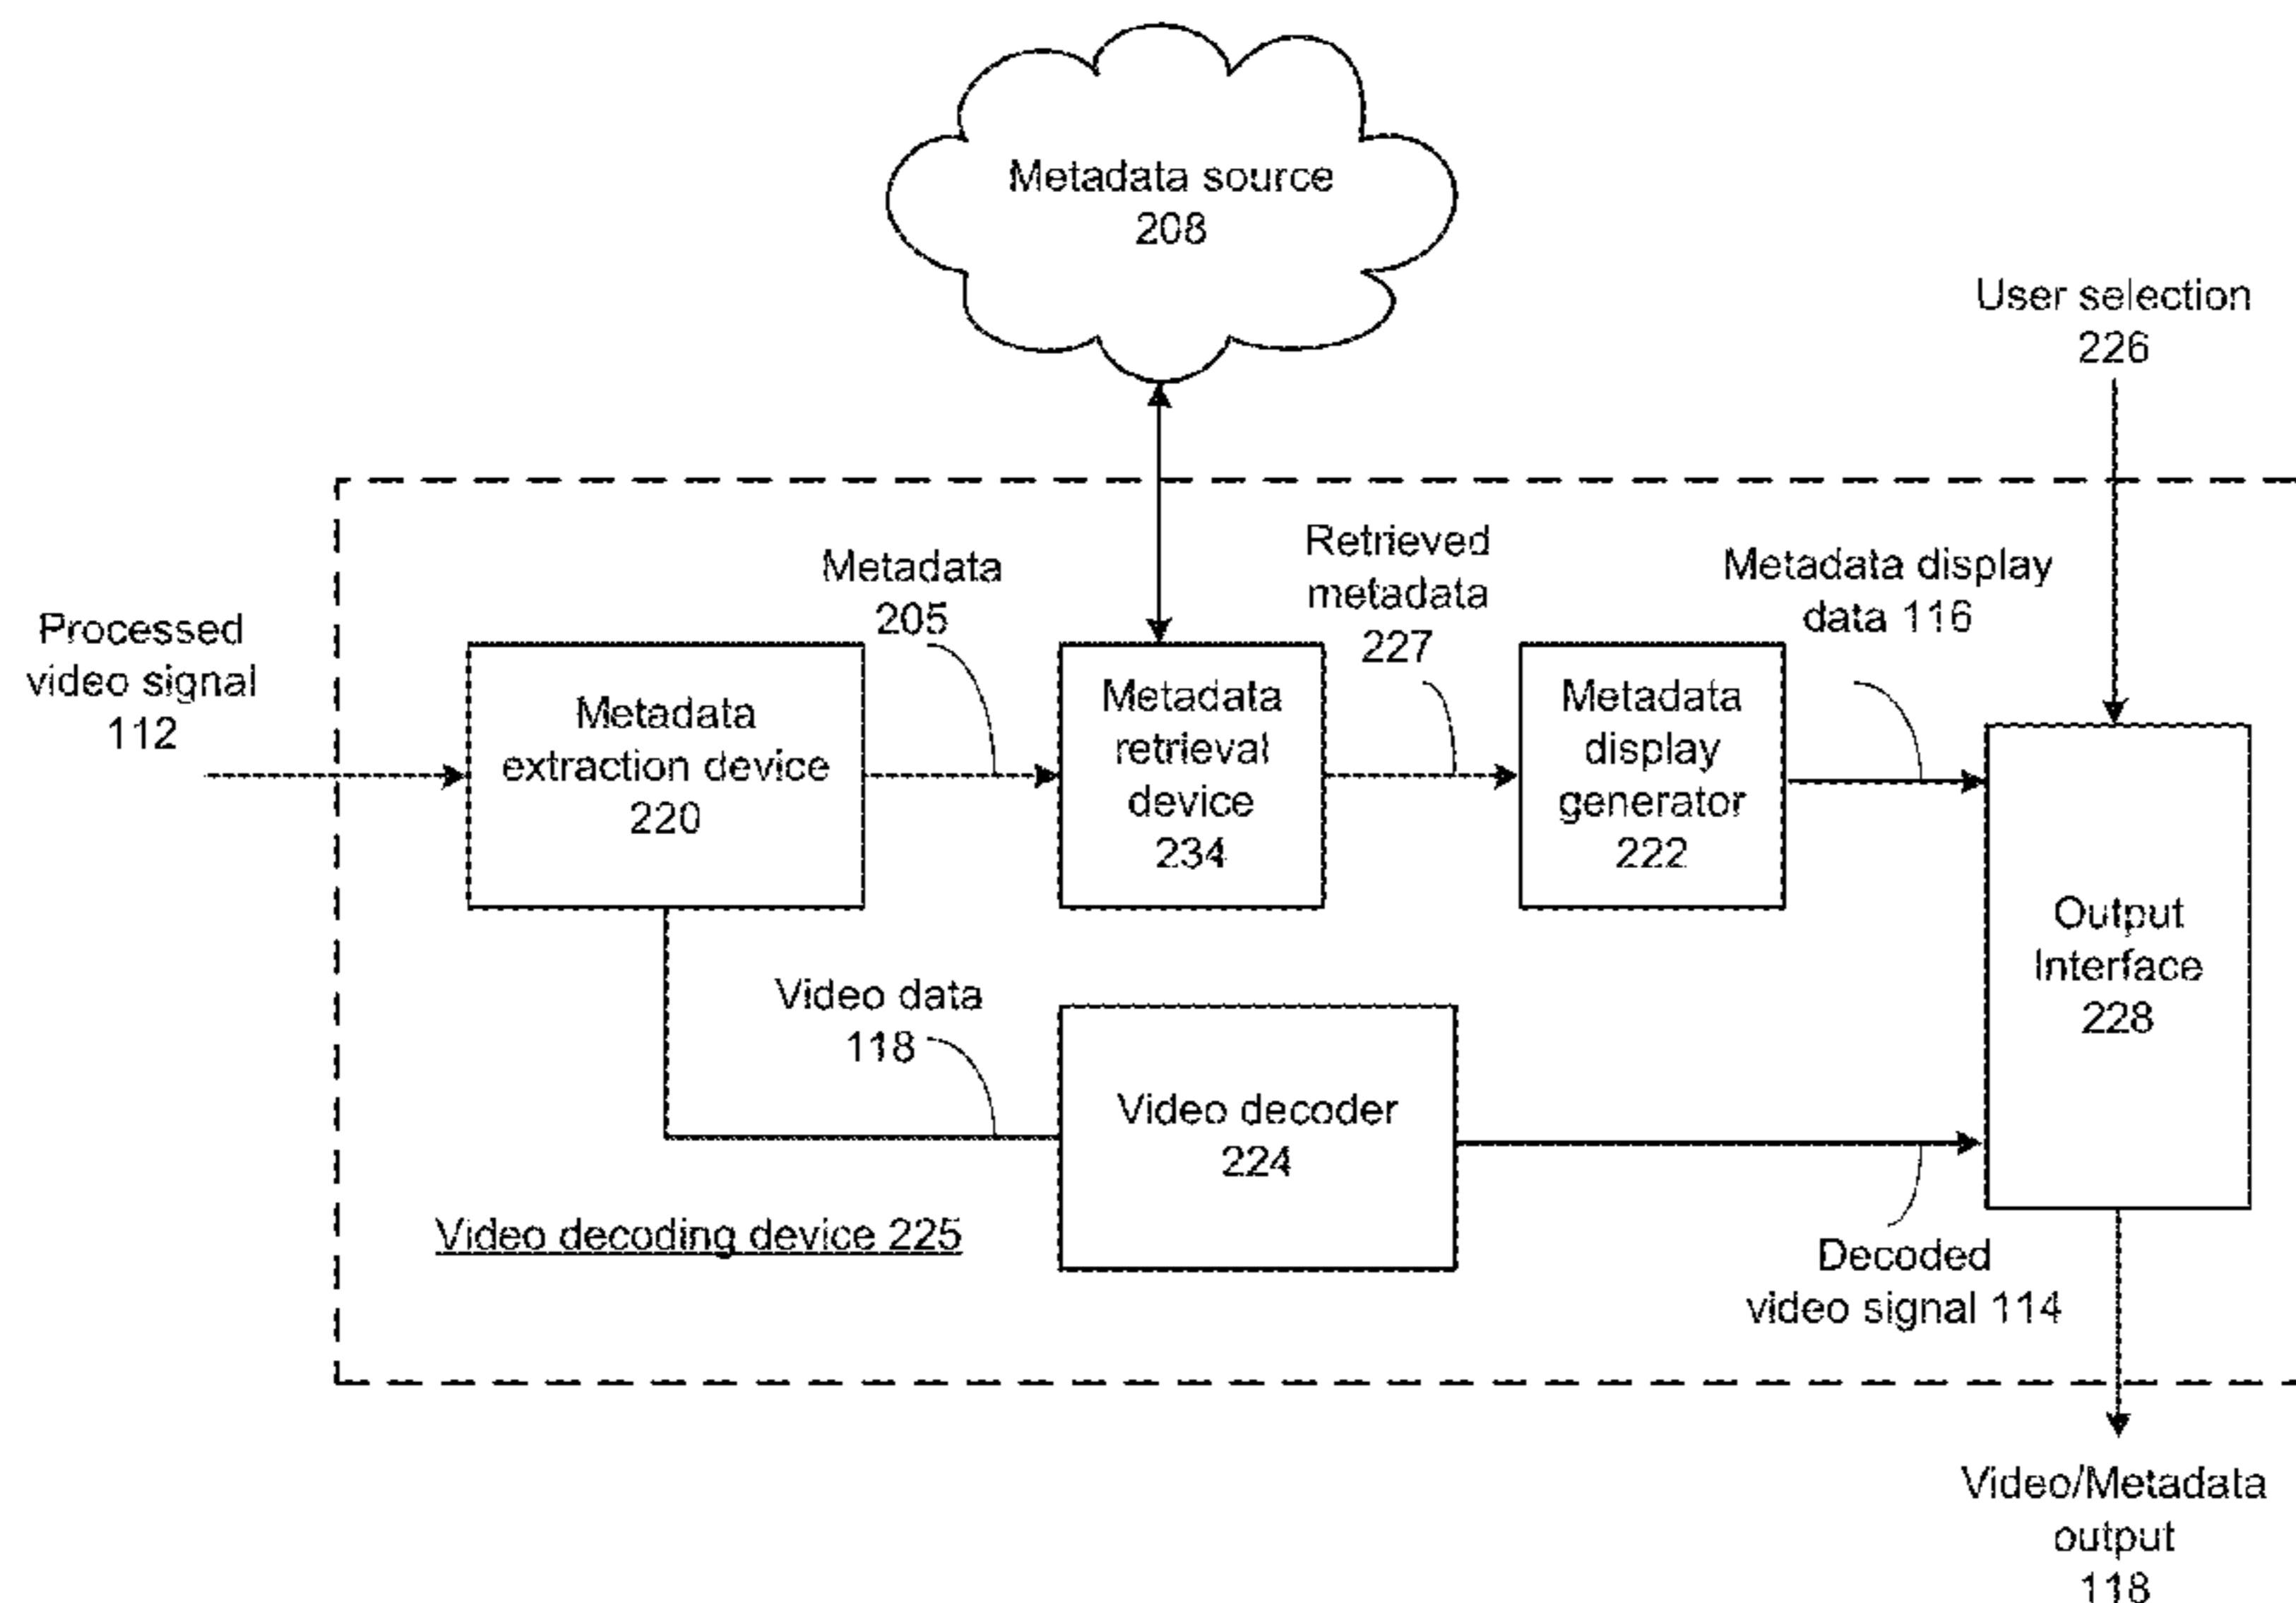 Metadata source
208
User selection
226
Processed
video signal
112
Metadata
205
Retrieved
metadata
227
Metadata display
data 116
Metadata
extraction device
220
Metadata
retrieval
device
234
Metadata
display
generator
222
Output
Interface
228
Video data
118
Video decoder
224
Video decoding device 225
Decoded
video signal 114
Video/Metadata
output
118